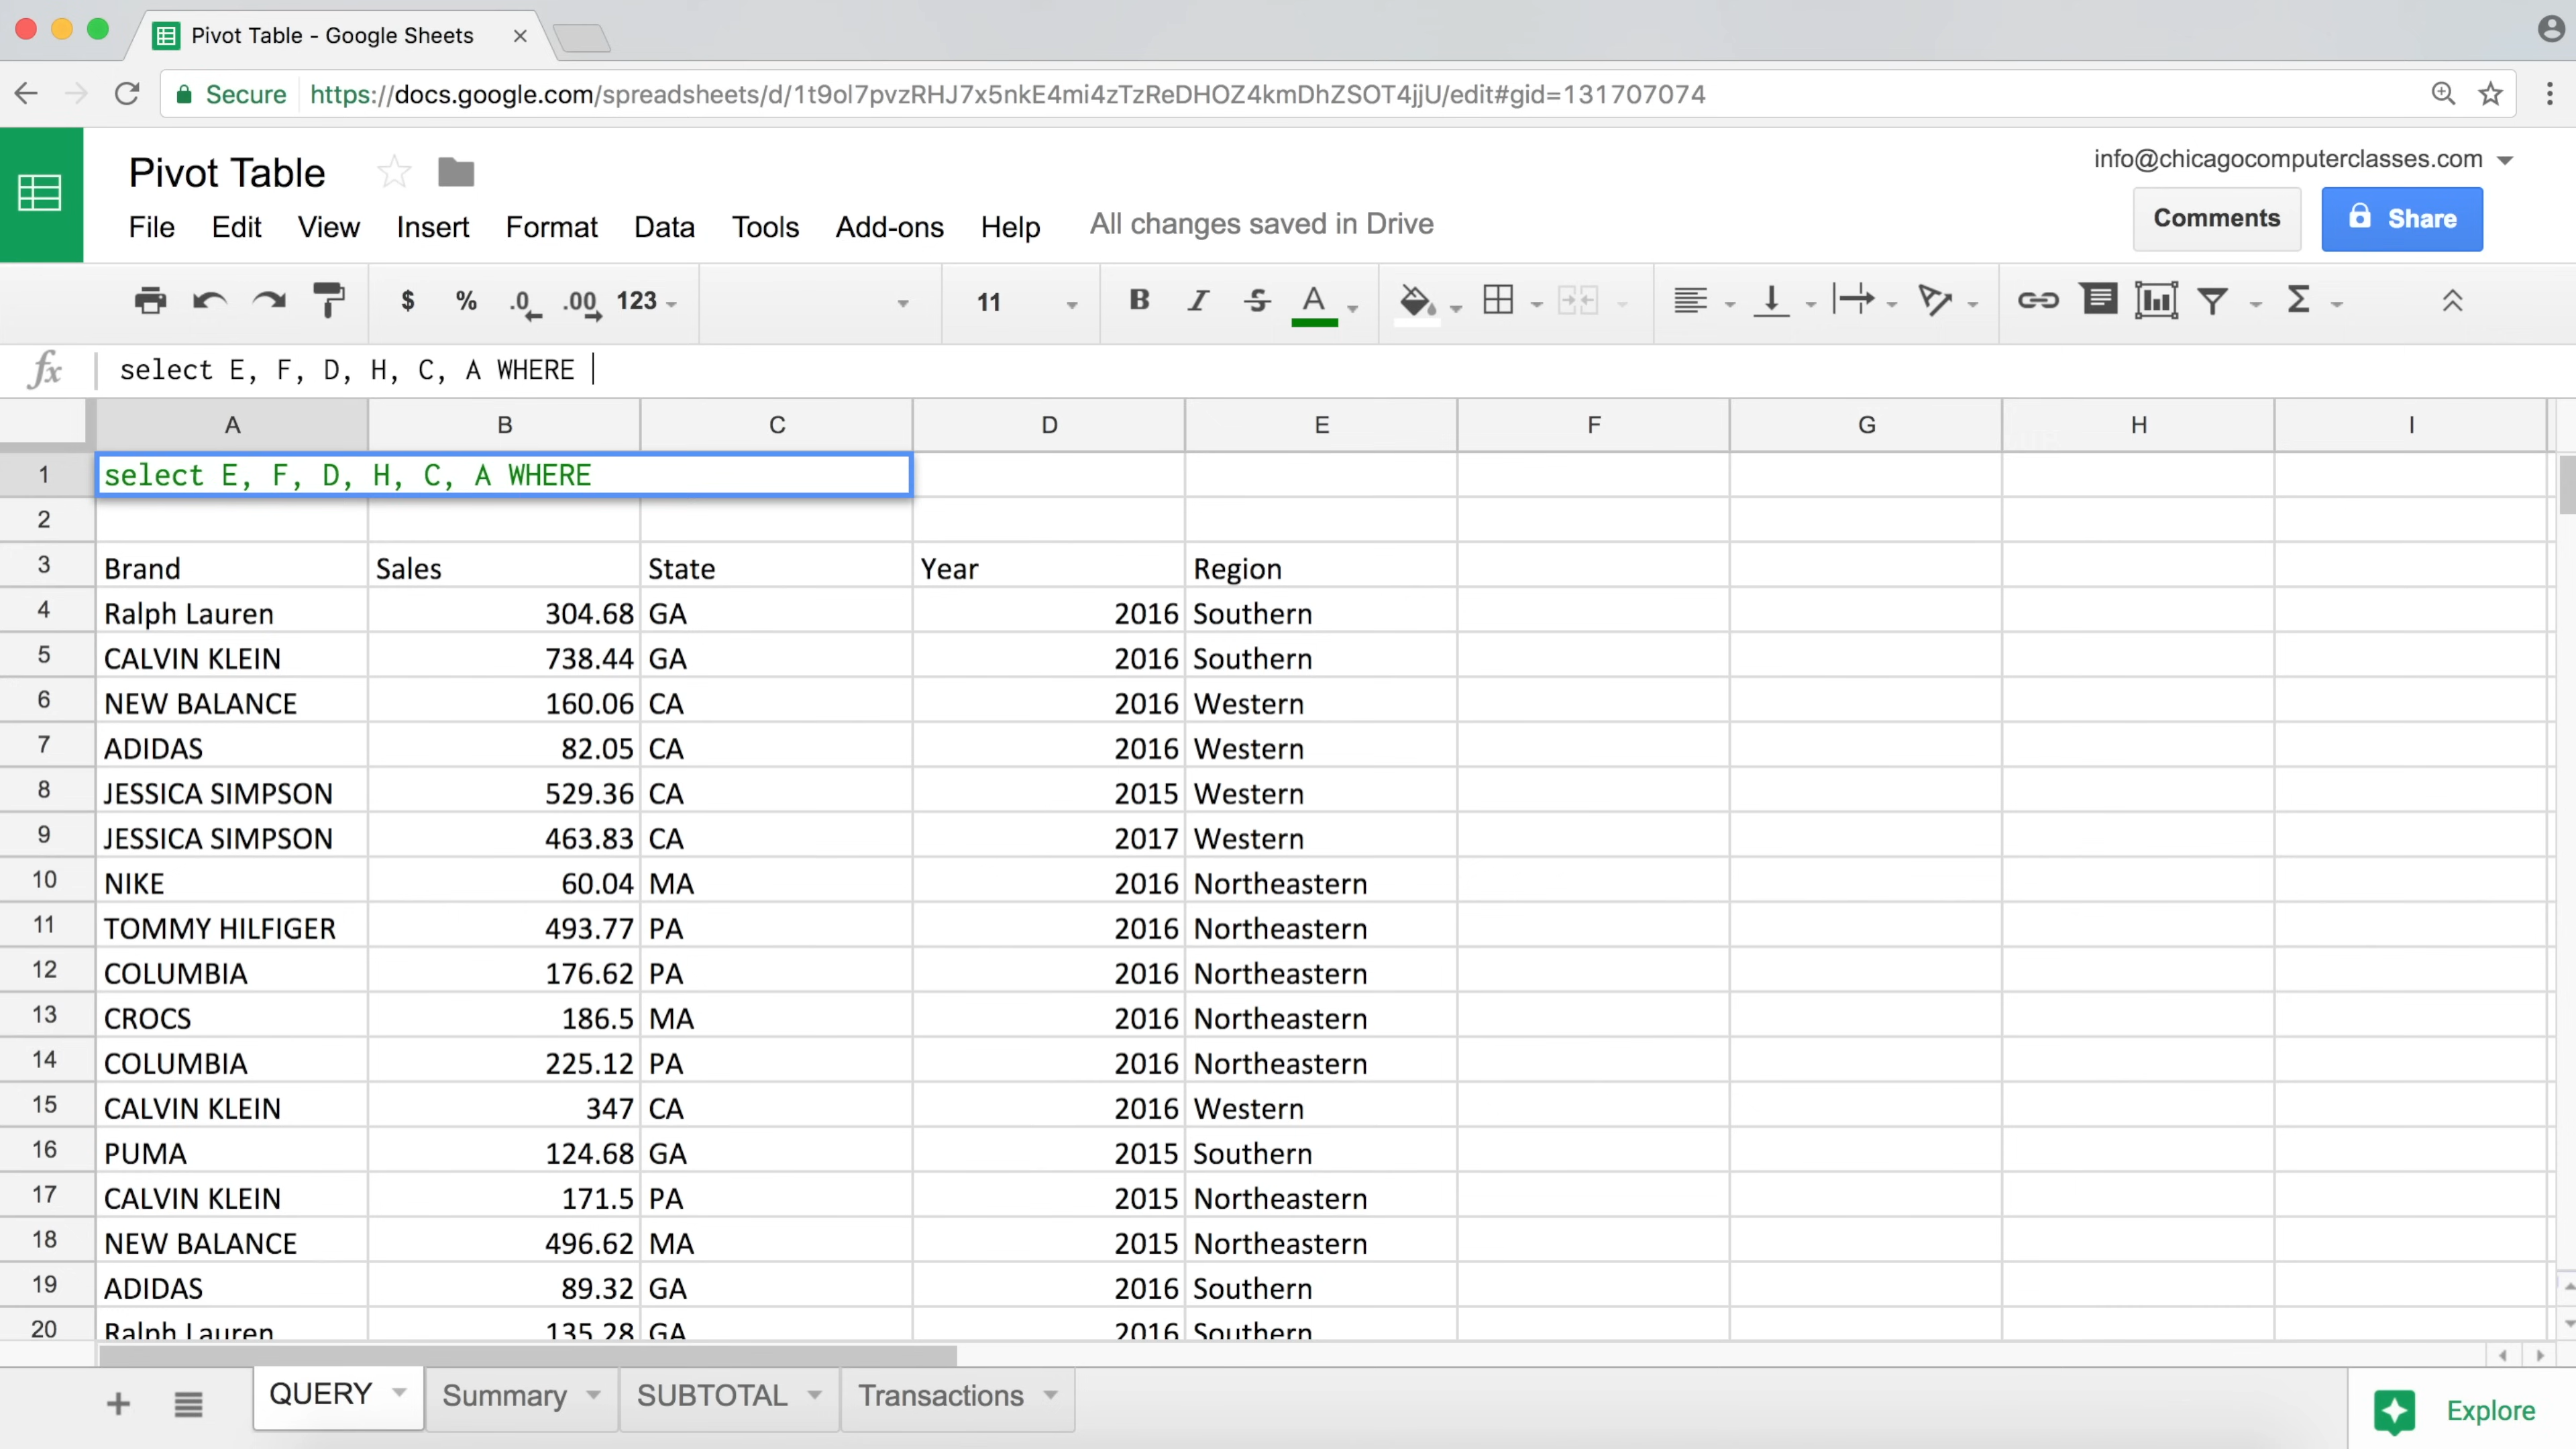 Pivot Table - Google Sheets
Secure https://docs.google.com/spreadsheets/d/1t9ol7pvzRHJ7x5nkE4mi4zTzReDHOZ4kmDhZSOT4jjU/edit#gid=131707074
Pivot Table
info@chicagocomputerclasses.com
File Edit View Insert Format Data Tools Add-ons Help All changes saved in Drive
Comments Share
$ % .0 .00 123 11 B I S A Σ
fx select E, F, D, H, C, A WHERE
A B C D E F G H I
1 select E, F, D, H, C, A WHERE
2
3 Brand Sales State Year Region
4 Ralph Lauren 304.68 GA 2016 Southern
5 CALVIN KLEIN 738.44 GA 2016 Southern
6 NEW BALANCE 160.06 CA 2016 Western
7 ADIDAS 82.05 CA 2016 Western
8 JESSICA SIMPSON 529.36 CA 2015 Western
9 JESSICA SIMPSON 463.83 CA 2017 Western
10 NIKE 60.04 MA 2016 Northeastern
11 TOMMY HILFIGER 493.77 PA 2016 Northeastern
12 COLUMBIA 176.62 PA 2016 Northeastern
13 CROCS 186.5 MA 2016 Northeastern
14 COLUMBIA 225.12 PA 2016 Northeastern
15 CALVIN KLEIN 347 CA 2016 Western
16 PUMA 124.68 GA 2015 Southern
17 CALVIN KLEIN 171.5 PA 2015 Northeastern
18 NEW BALANCE 496.62 MA 2015 Northeastern
19 ADIDAS 89.32 GA 2016 Southern
20 Ralph Lauren 135.28 GA 2016 Southern
QUERY Summary SUBTOTAL Transactions Explore